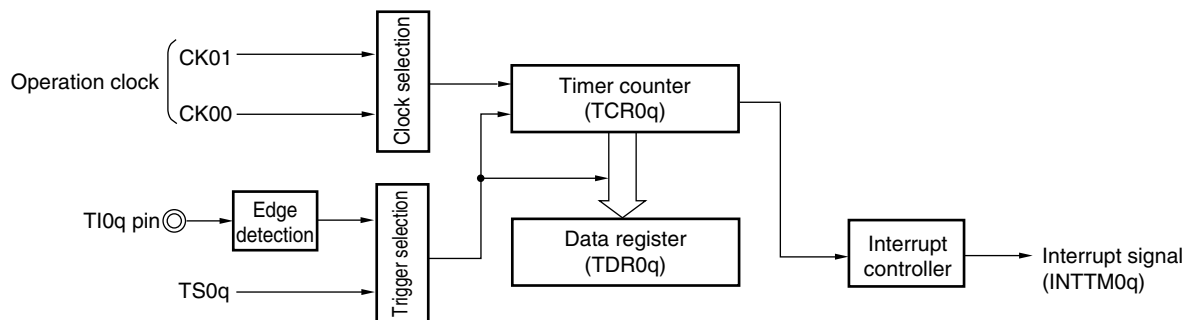 Operation clock
CK01
CK00
Clock selection
Timer counter
(TCR0q)
TI0q pin
Edge
detection
TS0q
Trigger selection
Data register
(TDR0q)
Interrupt
controller
Interrupt signal
(INTTM0q)